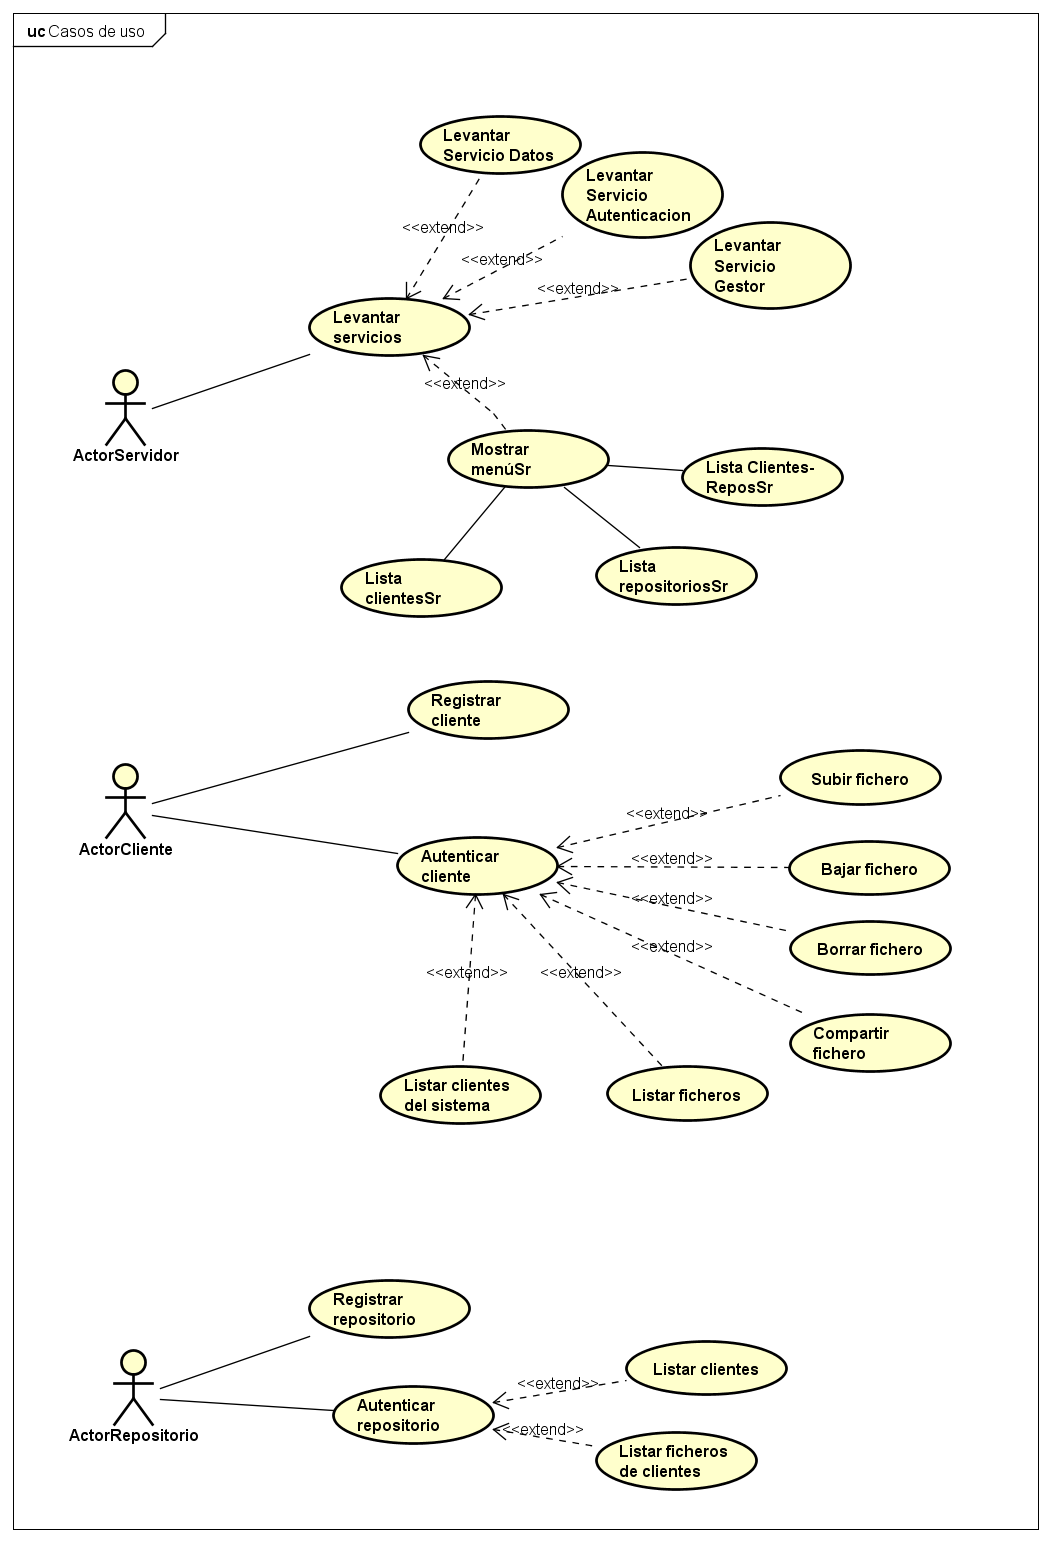 uc Casos de uso
Levantar
Servicio Datos
Levantar
Servicio
Autenticacion
<<extend>>
<<extend>>
Levantar
Servicio
Gestor
<<extend>>
Levantar
servicios
<<extend>>
ActorServidor
Mostrar
menúSr
Lista Clientes-
ReposSr
Lista
clientesSr
Lista
repositoriosSr
Registrar
cliente
Subir fichero
<<extend>>
ActorCliente
Autenticar
cliente
<<extend>>
Bajar fichero
<<extend>>
Borrar fichero
<<extend>>
<<extend>>
<<extend>>
Compartir
fichero
Listar clientes
del sistema
Listar ficheros
Registrar
repositorio
Listar clientes
<<extend>>
Autenticar
repositorio
<<extend>>
ActorRepositorio
Listar ficheros
de clientes